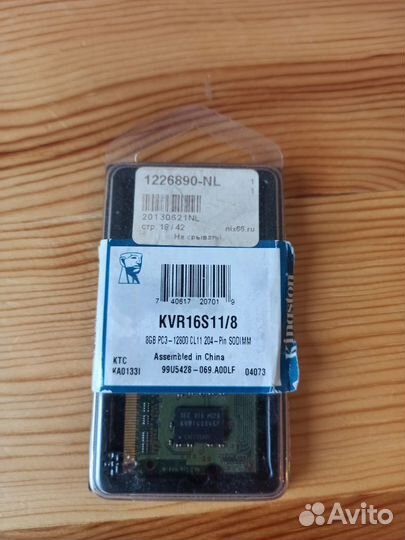 1226890-NL
20130621NL
стр. 19 / 42
nix66.ru
Не срывать!
Kingston
7 40617 20701 9
KVR16S11/8
8GB PC3-12800 CL11 204-Pin SODIMM
KTC
Assembled in China
KA0133I
99U5428-069.A00LF
04073
Avito